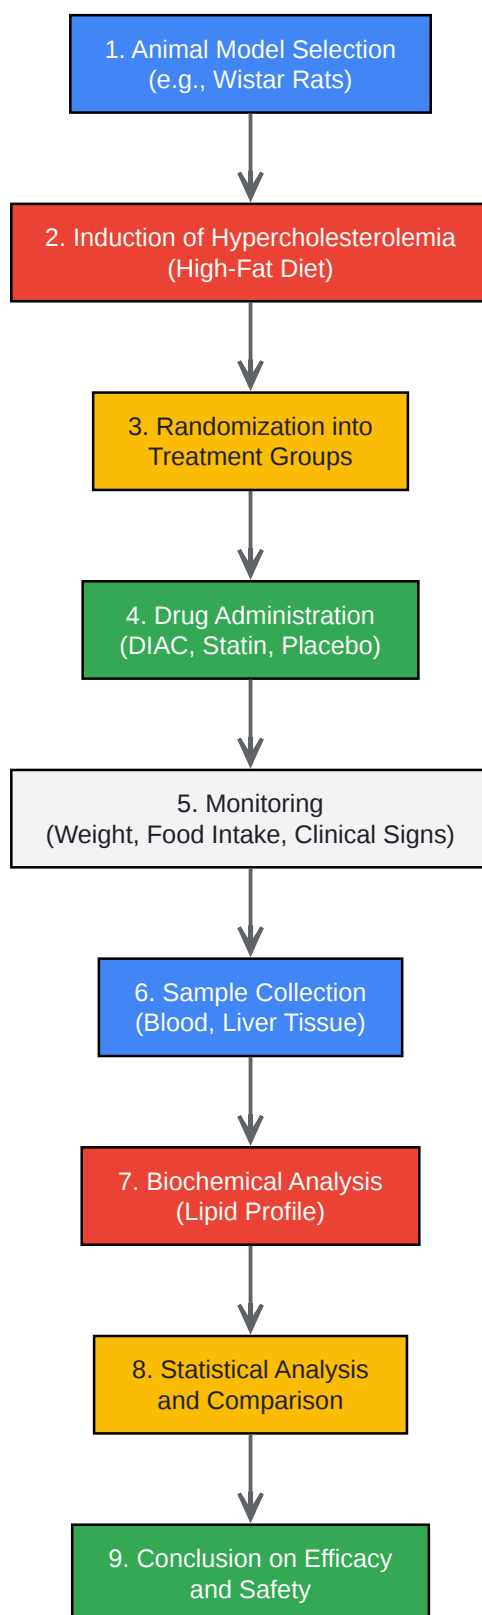 1. Animal Model Selection
(e.g., Wistar Rats)
2. Induction of Hypercholesterolemia
(High-Fat Diet)
3. Randomization into
Treatment Groups
4. Drug Administration
(DIAC, Statin, Placebo)
5. Monitoring
(Weight, Food Intake, Clinical Signs)
6. Sample Collection
(Blood, Liver Tissue)
7. Biochemical Analysis
(Lipid Profile)
8. Statistical Analysis
and Comparison
9. Conclusion on Efficacy
and Safety